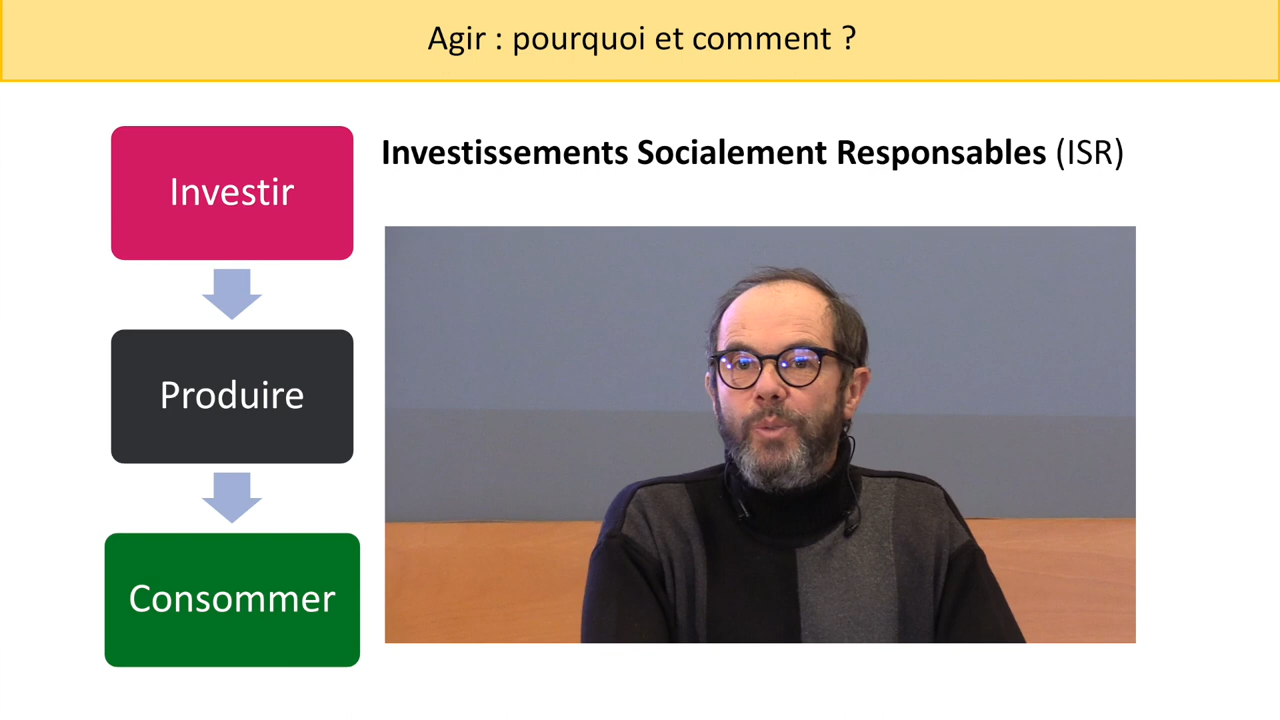 Agir : pourquoi et comment ?
Investir
Investissements Socialement Responsables (ISR)
Produire
Consommer